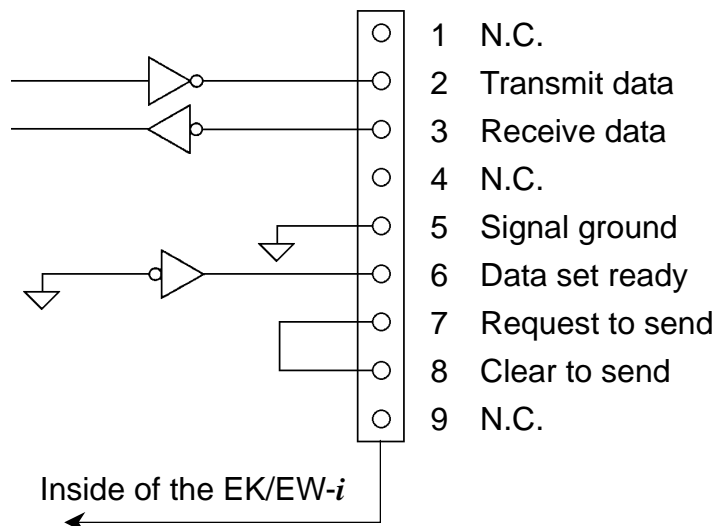 1 N.C.
2 Transmit data
3 Receive data
4 N.C.
5 Signal ground
6 Data set ready
7 Request to send
8 Clear to send
9 N.C.
Inside of the EK/EW-i